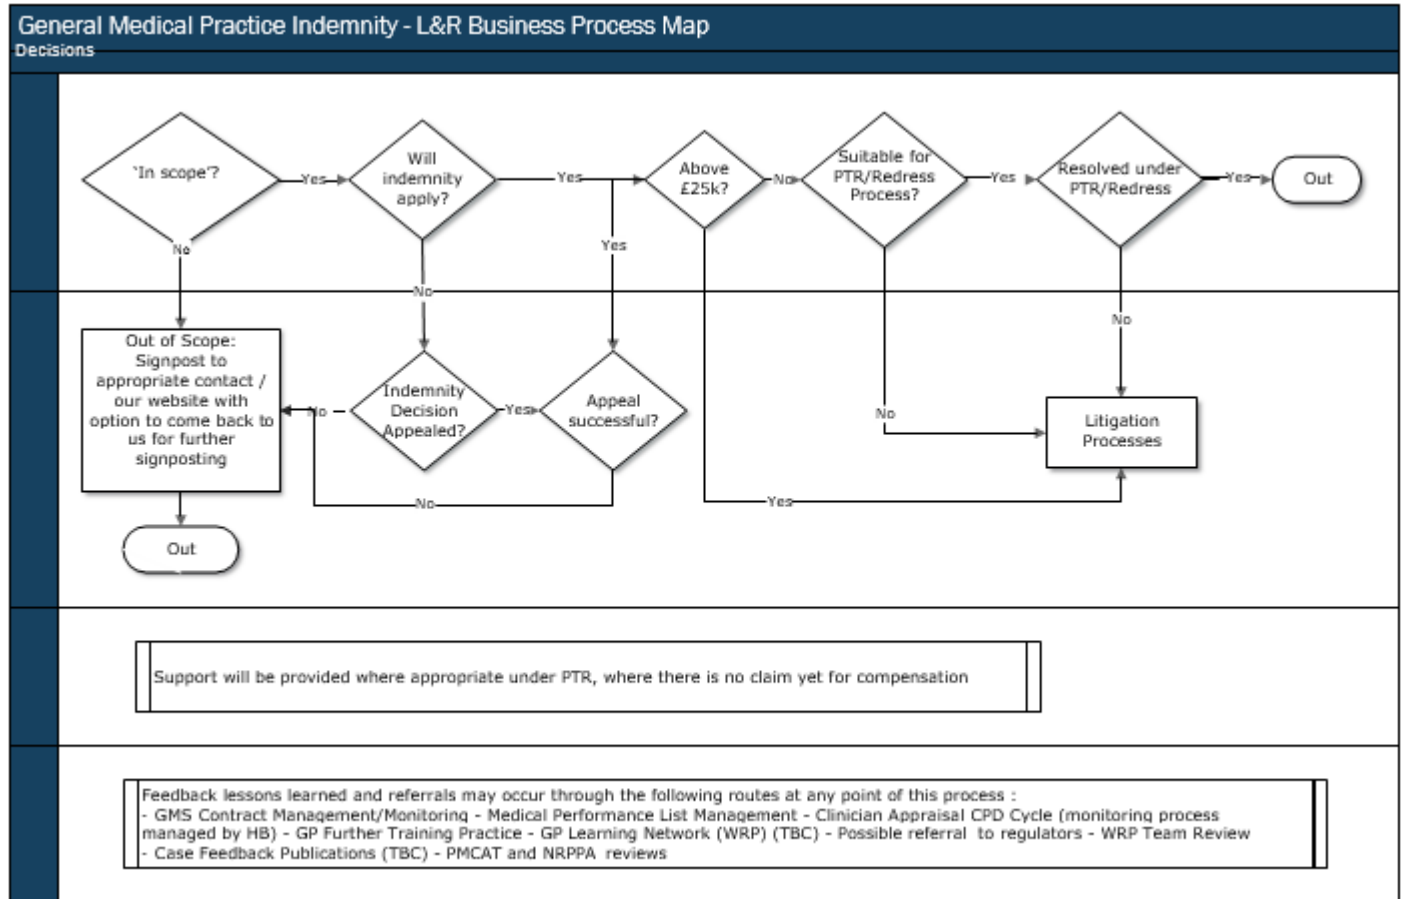 General Medical Practice Indemnity - L&R Business Process Map
Decisions
'In scope'?
Yes
Will
indemnity
apply?
Yes
Above
£25k?
No
Suitable for
PTR/Redress
Process?
Yes
Resolved under
PTR/Redress
Yes
Out
No
Yes
No
No
Out of Scope:
Signpost to
appropriate contact /
our website with
option to come back to
us for further
signposting
No
Indemnity
Decision
Appealed?
Yes
Appeal
successful?
No
Litigation
Processes
No
Yes
Out
Support will be provided where appropriate under PTR, where there is no claim yet for compensation
Feedback lessons learned and referrals may occur through the following routes at any point of this process :
- GMS Contract Management/Monitoring - Medical Performance List Management - Clinician Appraisal CPD Cycle (monitoring process
managed by HB) - GP Further Training Practice - GP Learning Network (WRP) (TBC) - Possible referral to regulators - WRP Team Review
- Case Feedback Publications (TBC) - PMCAT and NRPPA reviews